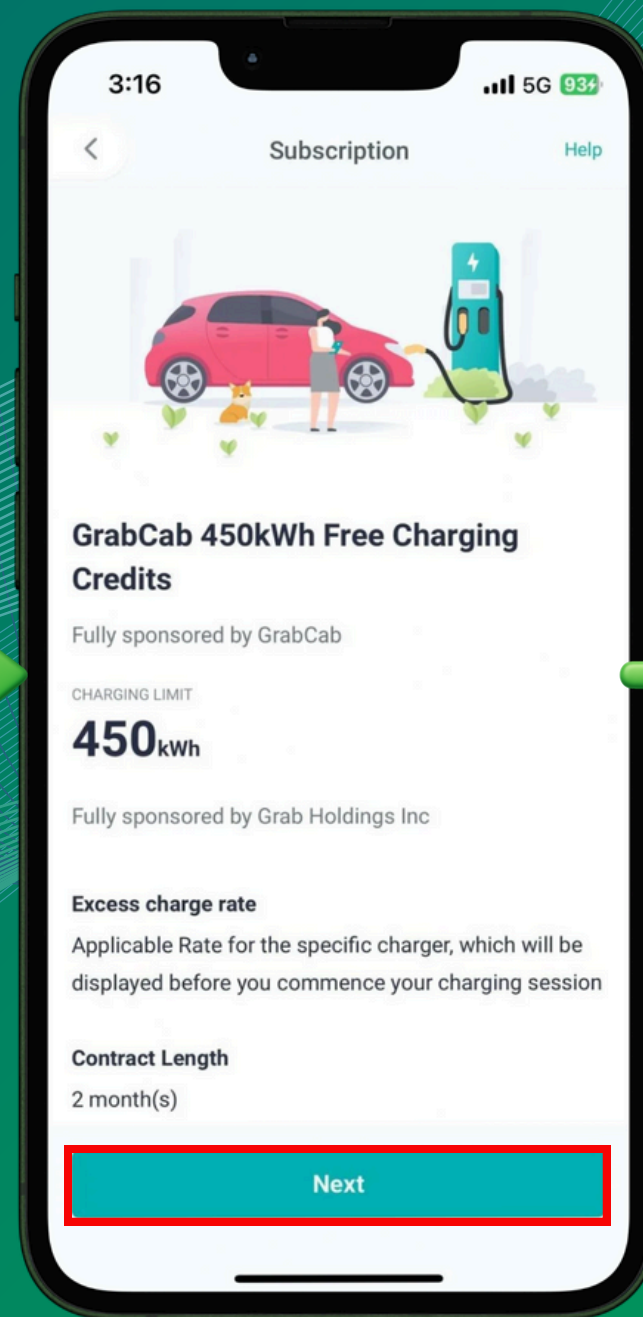 3:16 5G 93
Subscription Help
GrabCab 450kWh Free Charging
Credits
Fully sponsored by GrabCab
CHARGING LIMIT
450kWh
Fully sponsored by Grab Holdings Inc
Excess charge rate
Applicable Rate for the specific charger, which will be
displayed before you commence your charging session
Contract Length
2 month(s)
Next